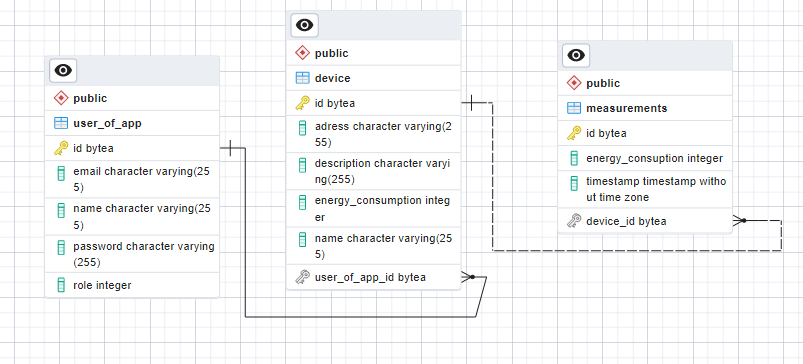 public
user_of_app
id bytea
email character varying(25
5)
name character varying(25
5)
password character varying
(255)
role integer
public
device
id bytea
adress character varying(2
55)
description character varyi
ng(255)
energy_consumption integ
er
name character varying(25
5)
user_of_app_id bytea
public
measurements
id bytea
energy_consuption integer
timestamp timestamp witho
ut time zone
device_id bytea